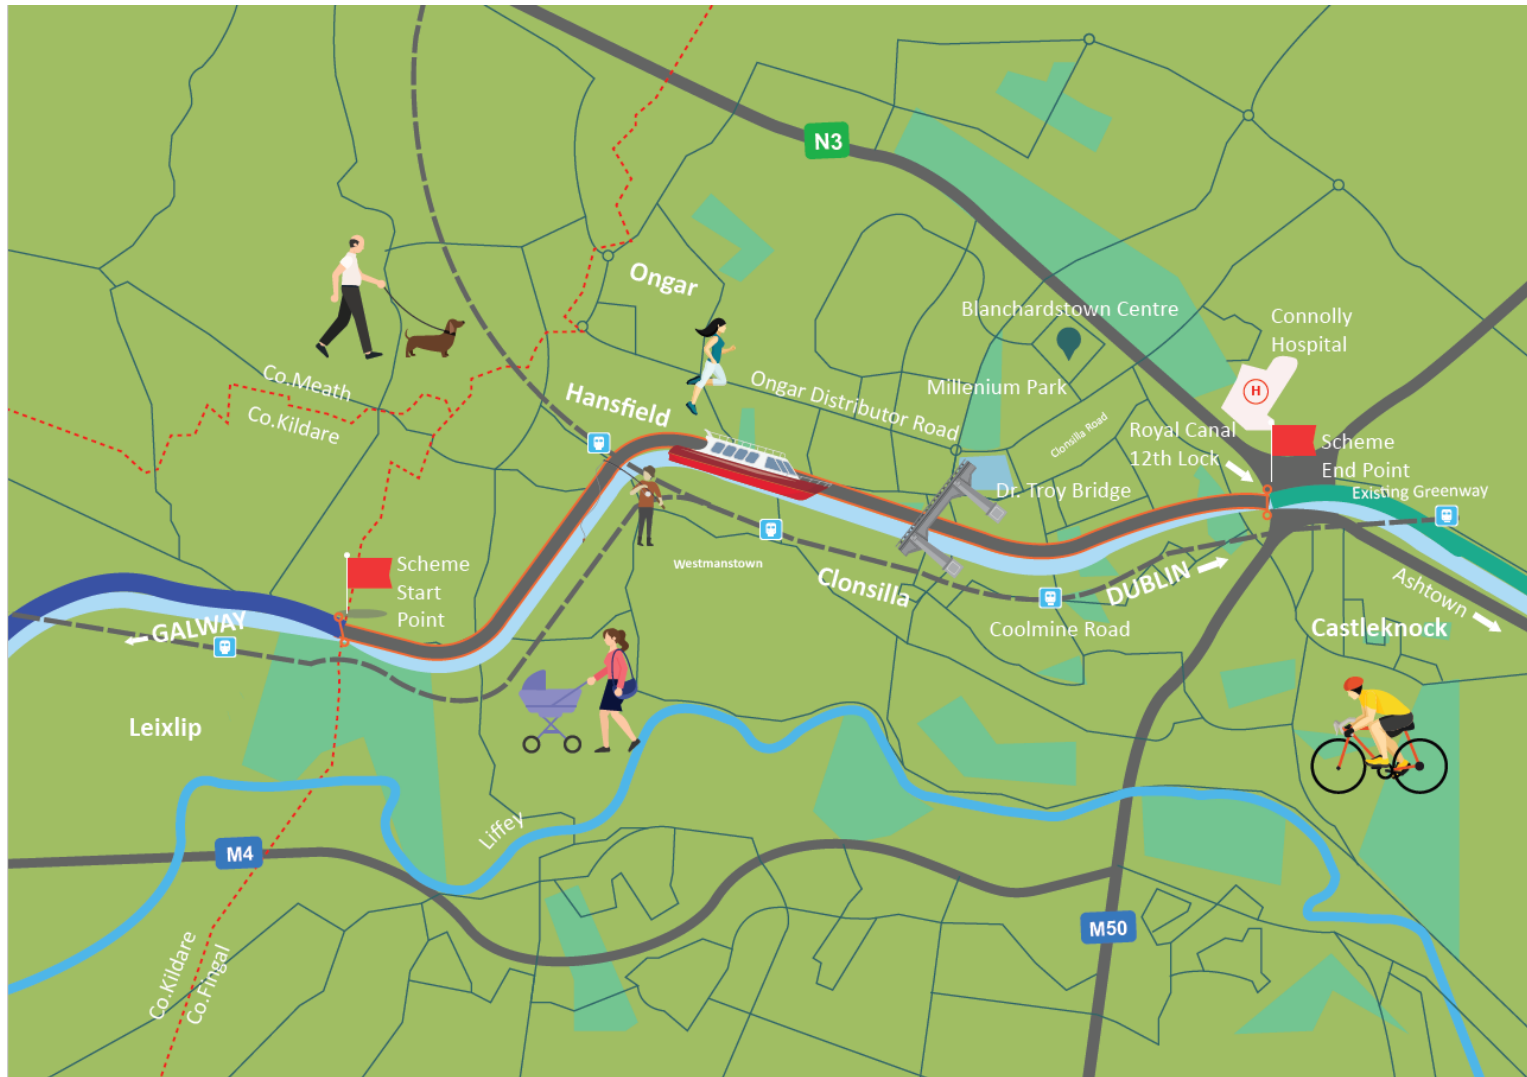 N3
Ongar
Blanchardstown Centre
Connolly
Hospital
H
Co.Meath
Co.Kildare
Hansfield
Ongar Distributor Road
Millenium Park
Clonsilla Road
Royal Canal
12th Lock
Scheme
End Point
Dr. Troy Bridge
Existing Greenway
Scheme
Start
Point
Westmanstown
Clonsilla
DUBLIN
Ashtown
GALWAY
Coolmine Road
Castleknock
Leixlip
Liffey
M4
M50
Co.Kildare
Co.Fingal